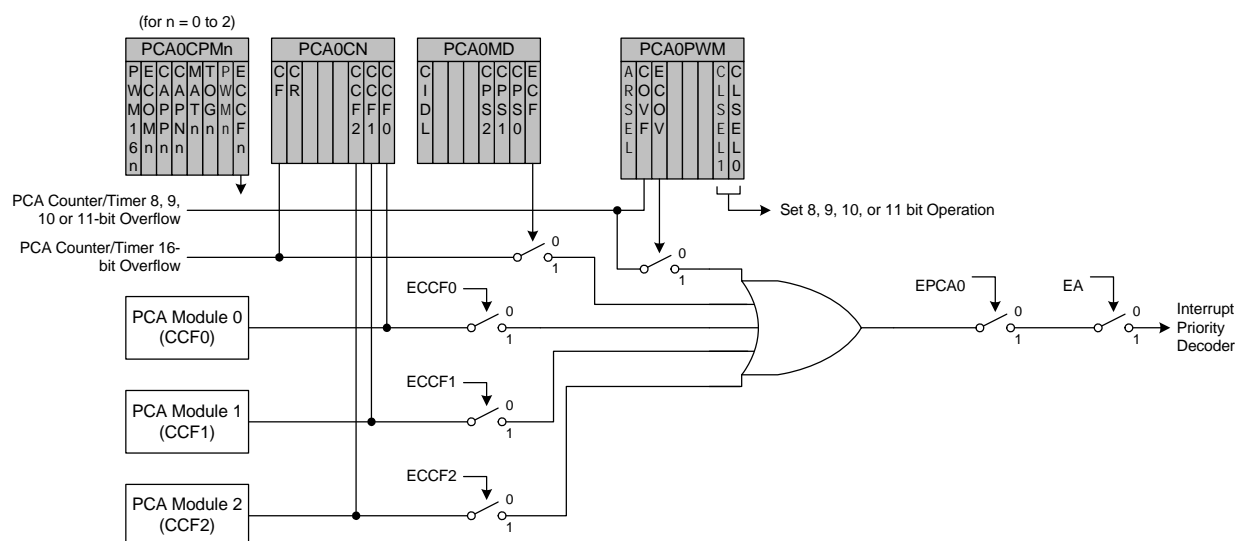 (for n = 0 to 2)
PCA0CPMn
PWM16n
ECOMn
CAPPn
CAPNn
MATn
TOGn
PWMn
ECCFn
PCA0CN
CF
CR
CCF2
CCF1
CCF0
PCA0MD
CIDL
CPS2
CPS1
CPS0
ECF
PCA0PWM
ARSEL
COVF
ECOV
CLSEL1
CLSEL0
PCA Counter/Timer 8, 9,
10 or 11-bit Overflow
Set 8, 9, 10, or 11 bit Operation
PCA Counter/Timer 16-
bit Overflow
0
1
0
1
PCA Module 0
(CCF0)
ECCF0
0
1
EPCA0
0
1
EA
0
1
Interrupt
Priority
Decoder
PCA Module 1
(CCF1)
ECCF1
0
1
PCA Module 2
(CCF2)
ECCF2
0
1